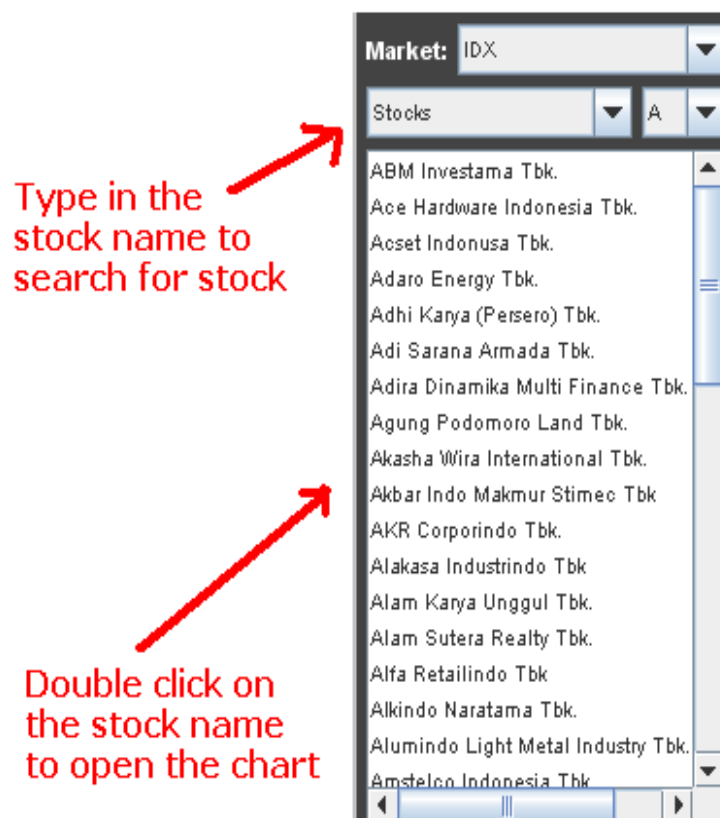 Market: IDX
Stocks A
Type in the
stock name to
search for stock
ABM Investama Tbk.
Ace Hardware Indonesia Tbk.
Acset Indonusa Tbk.
Adaro Energy Tbk.
Adhi Karya (Persero) Tbk.
Adi Sarana Armada Tbk.
Adira Dinamika Multi Finance Tbk.
Agung Podomoro Land Tbk.
Akasha Wira International Tbk.
Akbar Indo Makmur Stimec Tbk
AKR Corporindo Tbk.
Alakasa Industrindo Tbk
Alam Karya Unggul Tbk.
Alam Sutera Realty Tbk.
Alfa Retailindo Tbk
Alkindo Naratama Tbk.
Alumindo Light Metal Industry Tbk.
Amstelco Indonesia Tbk
Double click on
the stock name
to open the chart